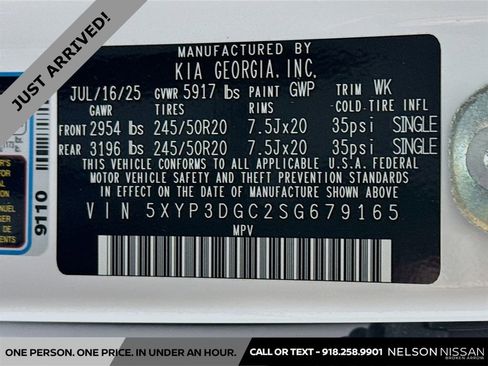 JUST ARRIVED!
MANUFACTURED BY
KIA GEORGIA, INC.
JUL/16/25 GVWR 5917 lbs PAINT GWP TRIM WK
GAWR TIRES RIMS COLD TIRE INFL
FRONT 2954 lbs 245/50R20 7.5Jx20 35psi SINGLE
REAR 3196 lbs 245/50R20 7.5Jx20 35psi SINGLE
THIS VEHICLE CONFORMS TO ALL APPLICABLE U.S.A. FEDERAL
MOTOR VEHICLE SAFETY, BUMPER, AND THEFT PREVENTION STANDARDS
IN EFFECT ON THE DATE OF MANUFACTURE SHOWN ABOVE.
VIN 5XYP3DGC2SG679165
MPV
9110
ONE PERSON. ONE PRICE. IN UNDER AN HOUR.
CALL OR TEXT - 918.258.9901
NELSON NISSAN
BROKEN ARROW